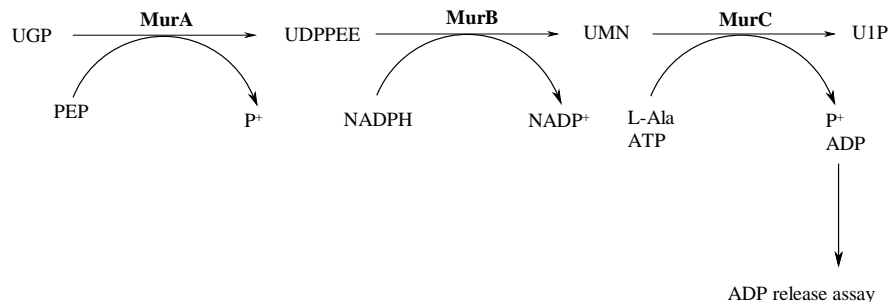 MurA
MurB
MurC
UGP
UDPPEE
UMN
U1P
PEP
P+
NADPH
NADP+
L-Ala
ATP
P+
ADP
ADP release assay